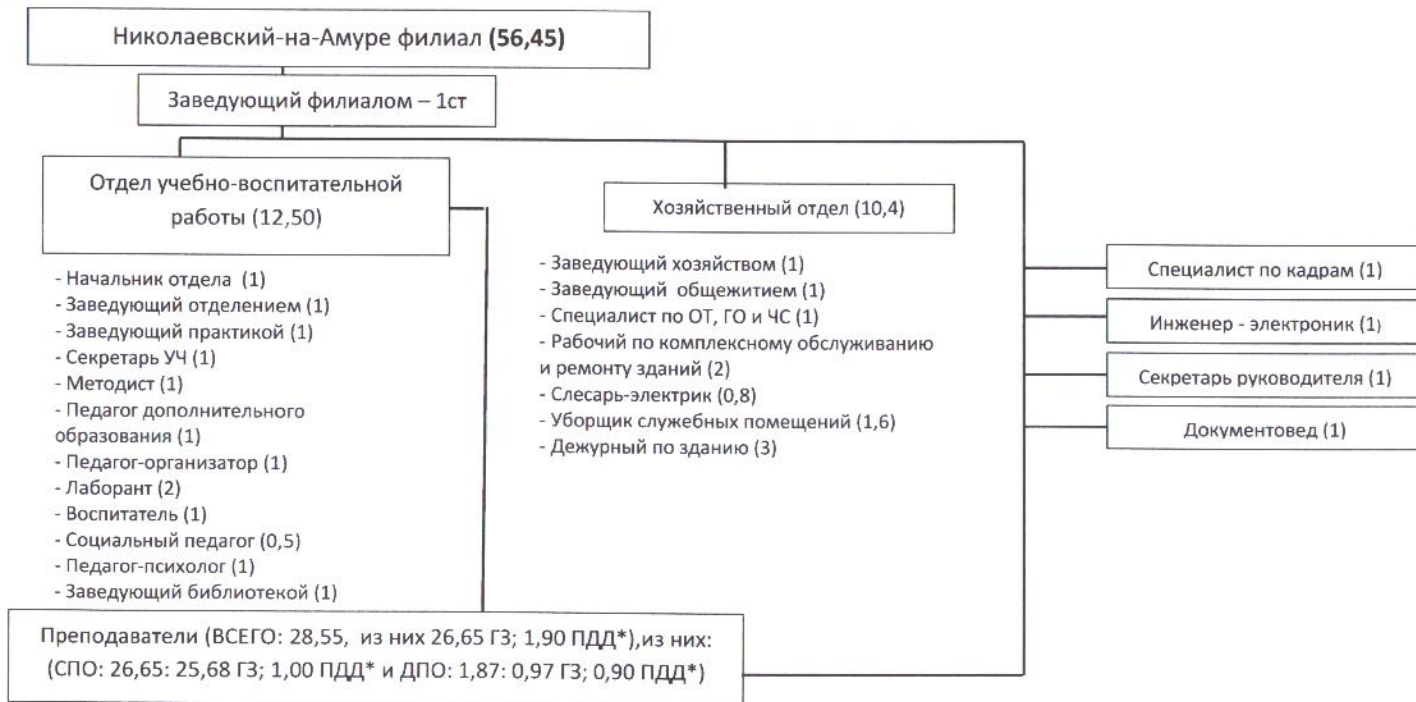 Николаевский-на-Амуре филиал (56,45)
Заведующий филиалом – 1ст
Отдел учебно-воспитательной
работы (12,50)
- Начальник отдела (1)
- Заведующий отделением (1)
- Заведующий практикой (1)
- Секретарь УЧ (1)
- Методист (1)
- Педагог дополнительного
образования (1)
- Педагог-организатор (1)
- Лаборант (2)
- Воспитатель (1)
- Социальный педагог (0,5)
- Педагог-психолог (1)
- Заведующий библиотекой (1)
Хозяйственный отдел (10,4)
- Заведующий хозяйством (1)
- Заведующий общежитием (1)
- Специалист по ОТ, ГО и ЧС (1)
- Рабочий по комплексному обслуживанию
и ремонту зданий (2)
- Слесарь-электрик (0,8)
- Уборщик служебных помещений (1,6)
- Дежурный по зданию (3)
Специалист по кадрам (1)
Инженер - электроник (1)
Секретарь руководителя (1)
Документовед (1)
Преподаватели (ВСЕГО: 28,55, из них 26,65 ГЗ; 1,90 ПДД*),из них:
(СПО: 26,65: 25,68 ГЗ; 1,00 ПДД* и ДПО: 1,87: 0,97 ГЗ; 0,90 ПДД*)